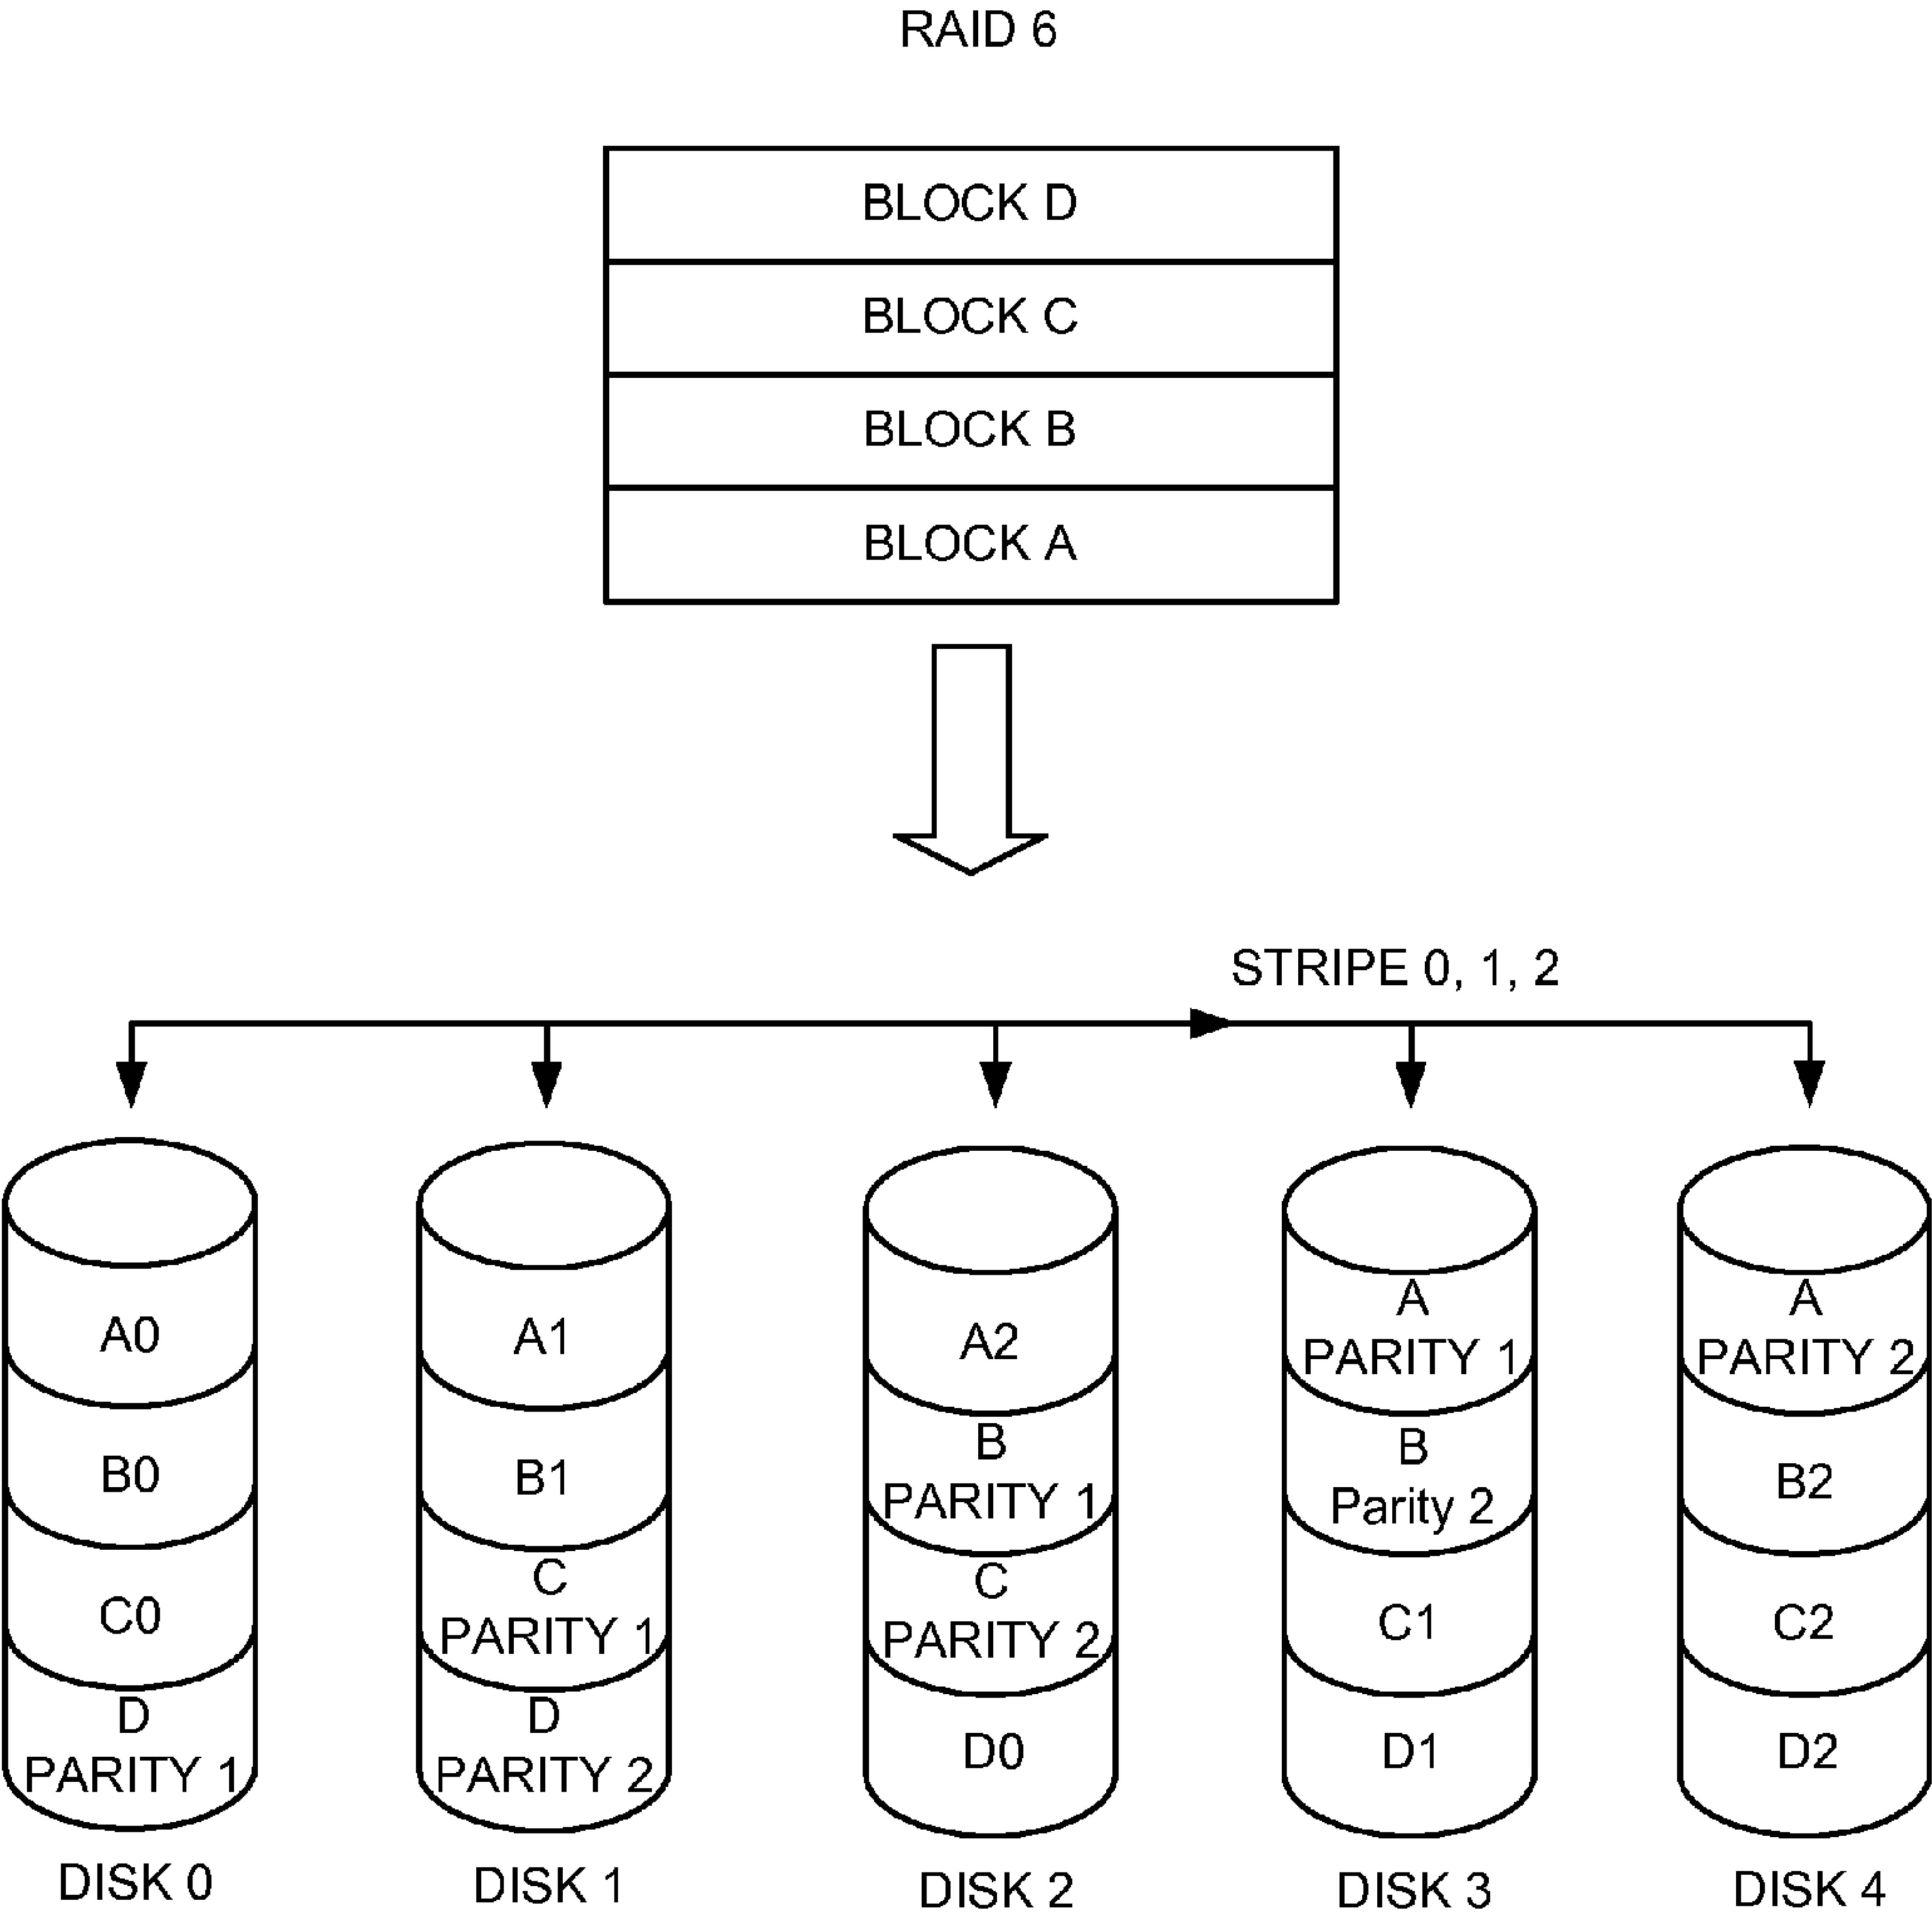 RAID 6
BLOCK D
BLOCK C
BLOCK B
BLOCK A
STRIPE 0, 1, 2
A0
B0
C0
D
PARITY 1
DISK 0
A1
B1
C
PARITY 1
D
PARITY 2
DISK 1
A2
B
PARITY 1
C
PARITY 2
D0
DISK 2
A
PARITY 1
B
Parity 2
C1
D1
DISK 3
A
PARITY 2
B2
C2
D2
DISK 4